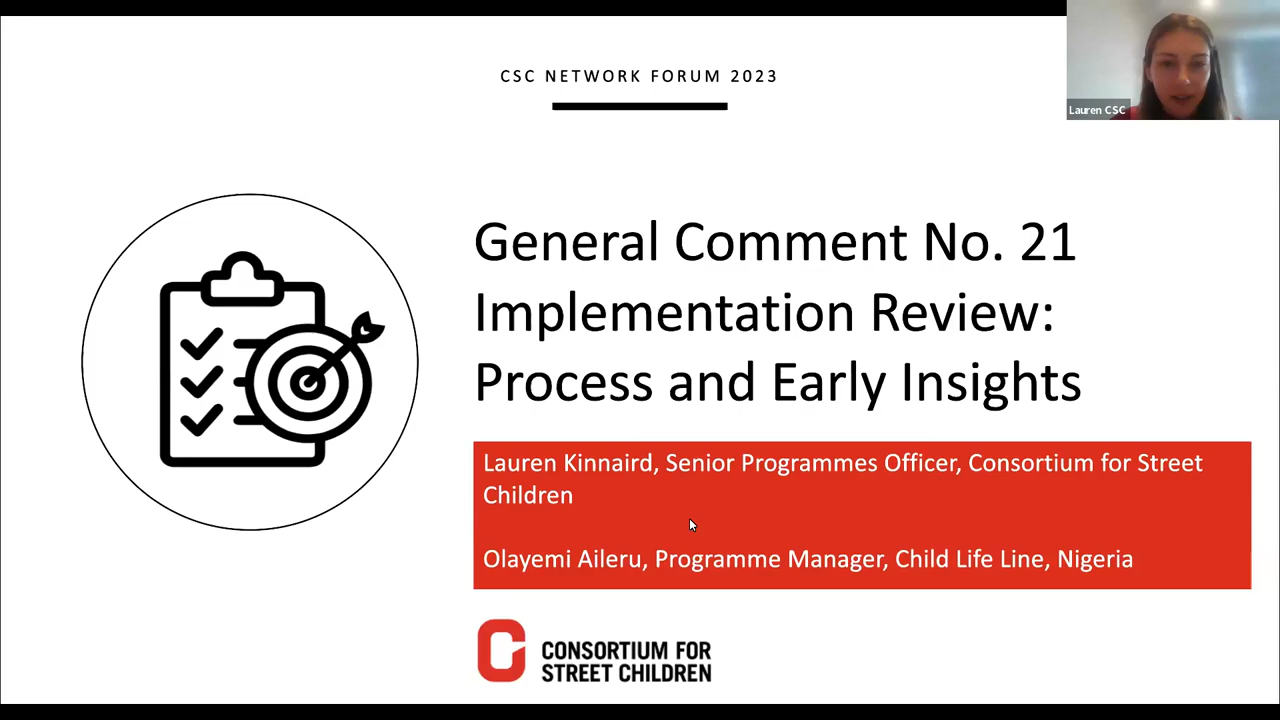 CSC NETWORK FORUM 2023
Lauren CSC
General Comment No. 21
Implementation Review:
Process and Early Insights
Lauren Kinnaird, Senior Programmes Officer, Consortium for Street
Children
Olayemi Aileru, Programme Manager, Child Life Line, Nigeria
CONSORTIUM FOR
STREET CHILDREN